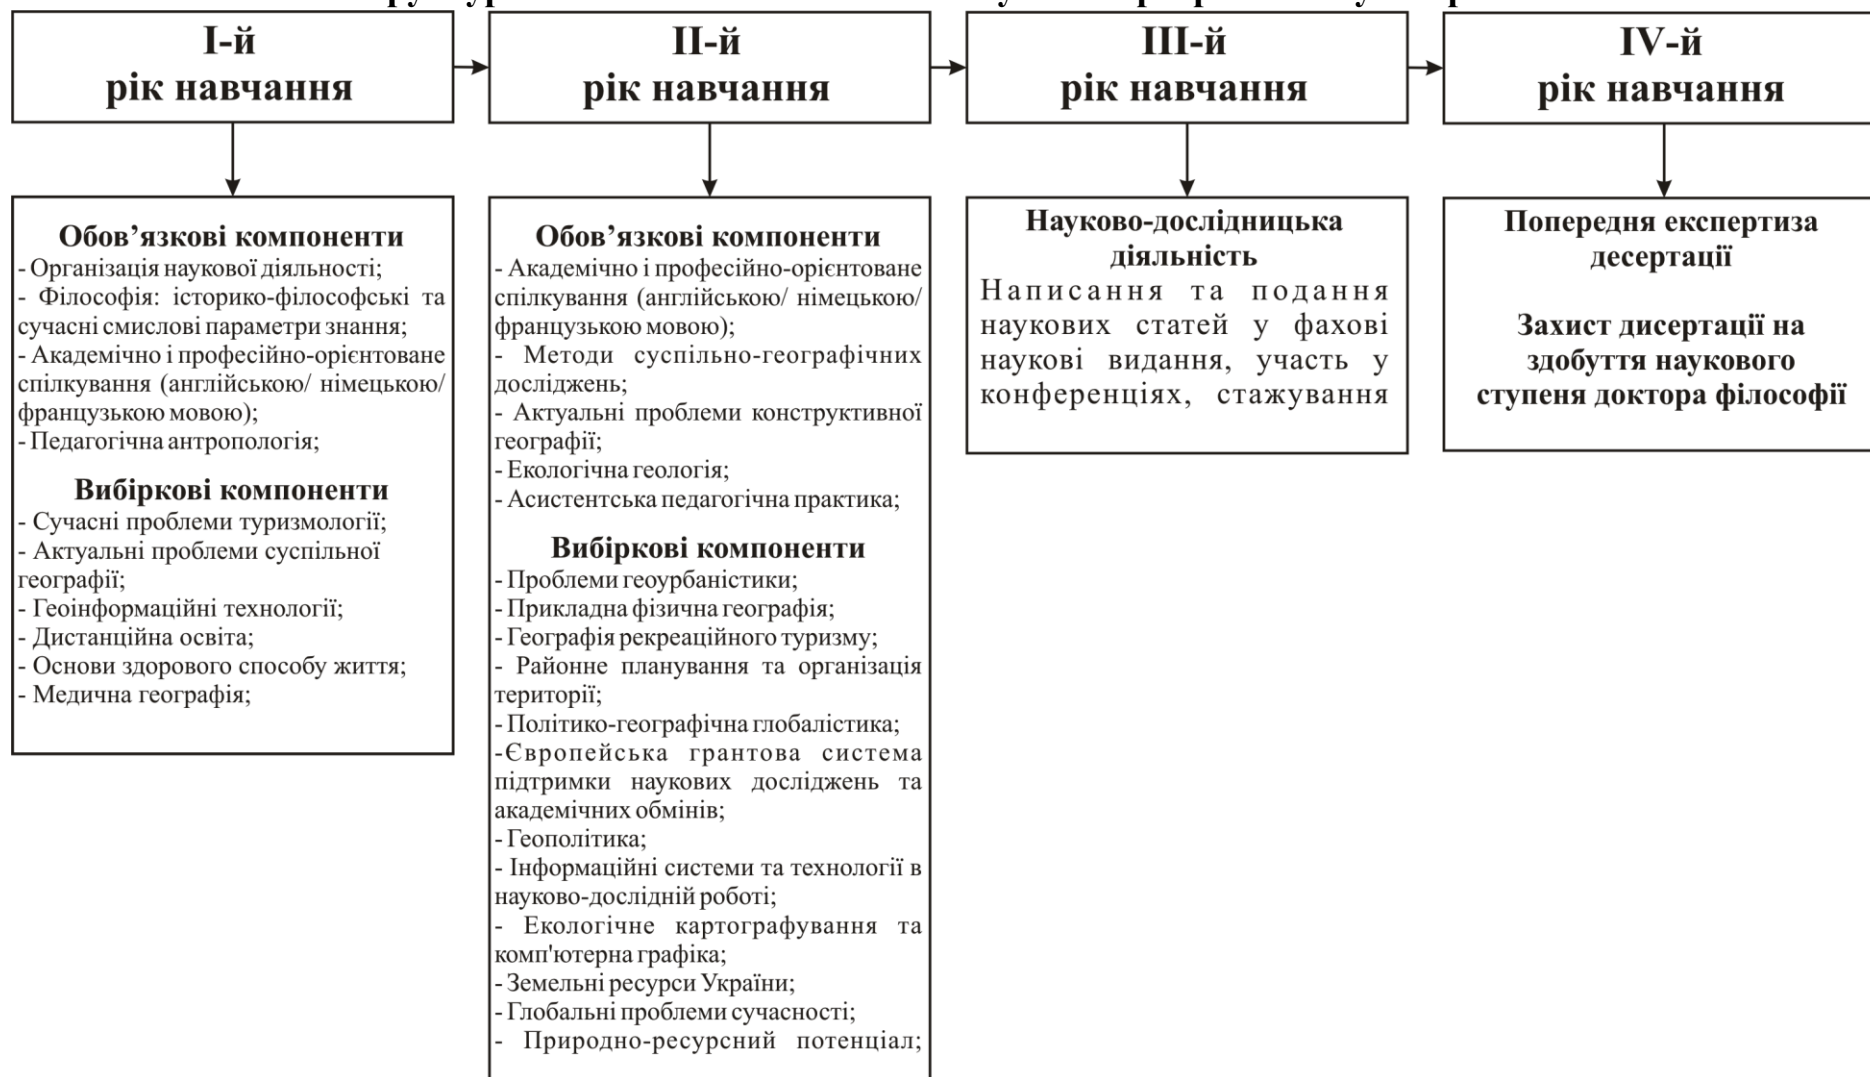 І-й
рік навчання
ІІ-й
рік навчання
ІІІ-й
рік навчання
IV-й
рік навчання
Обов’язкові компоненти
- Організація наукової діяльності;
- Філософія: історико-філософські та
сучасні смислові параметри знання;
- Академічно і професійно-орієнтоване
спілкування (англійською/ німецькою/
французькою мовою);
- Педагогічна антропологія;
Вибіркові компоненти
- Сучасні проблеми туризмології;
- Актуальні проблеми суспільної
географії;
- Геоінформаційні технології;
- Дистанційна освіта;
- Основи здорового способу життя;
- Медична географія;
Обов’язкові компоненти
- Академічно і професійно-орієнтоване
спілкування (англійською/ німецькою/
французькою мовою);
- Методи суспільно-географічних
досліджень;
- Актуальні проблеми конструктивної
географії;
- Екологічна геологія;
- Асистентська педагогічна практика;
Вибіркові компоненти
- Проблеми геоурбаністики;
- Прикладна фізична географія;
- Географія рекреаційного туризму;
- Районне планування та організація
території;
- Політико-географічна глобалістика;
-Європейська грантова система
підтримки наукових досліджень та
академічних обмінів;
- Геополітика;
- Інформаційні системи та технології в
науково-дослідній роботі;
- Екологічне картографування та
комп'ютерна графіка;
- Земельні ресурси України;
- Глобальні проблеми сучасності;
- Природно-ресурсний потенціал;
Науково-дослідницька
діяльність
Написання та подання
наукових статей у фахові
наукові видання, участь у
конференціях, стажування
Попередня експертиза
десертації
Захист дисертації на
здобуття наукового
ступеня доктора філософії